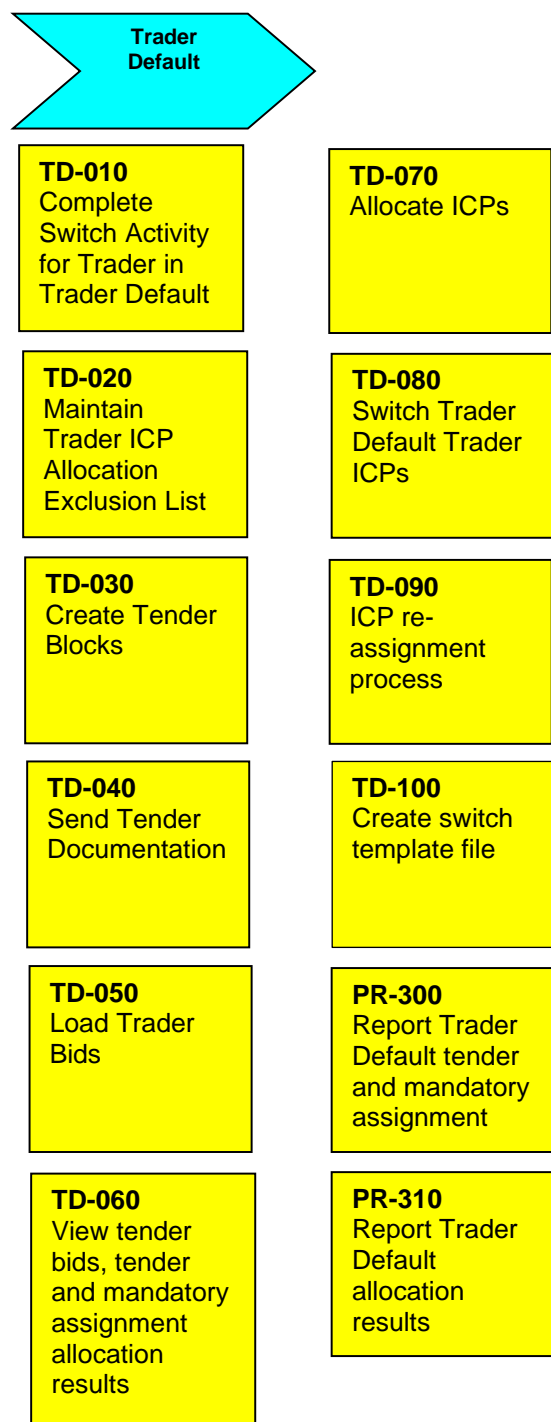 Trader
Default
TD-010
Complete
Switch Activity
for Trader in
Trader Default
TD-020
Maintain
Trader ICP
Allocation
Exclusion List
TD-030
Create Tender
Blocks
TD-040
Send Tender
Documentation
TD-050
Load Trader
Bids
TD-060
View tender
bids, tender
and mandatory
assignment
allocation
results
TD-070
Allocate ICPs
TD-080
Switch Trader
Default Trader
ICPs
TD-090
ICP re-
assignment
process
TD-100
Create switch
template file
PR-300
Report Trader
Default tender
and mandatory
assignment
PR-310
Report Trader
Default
allocation
results